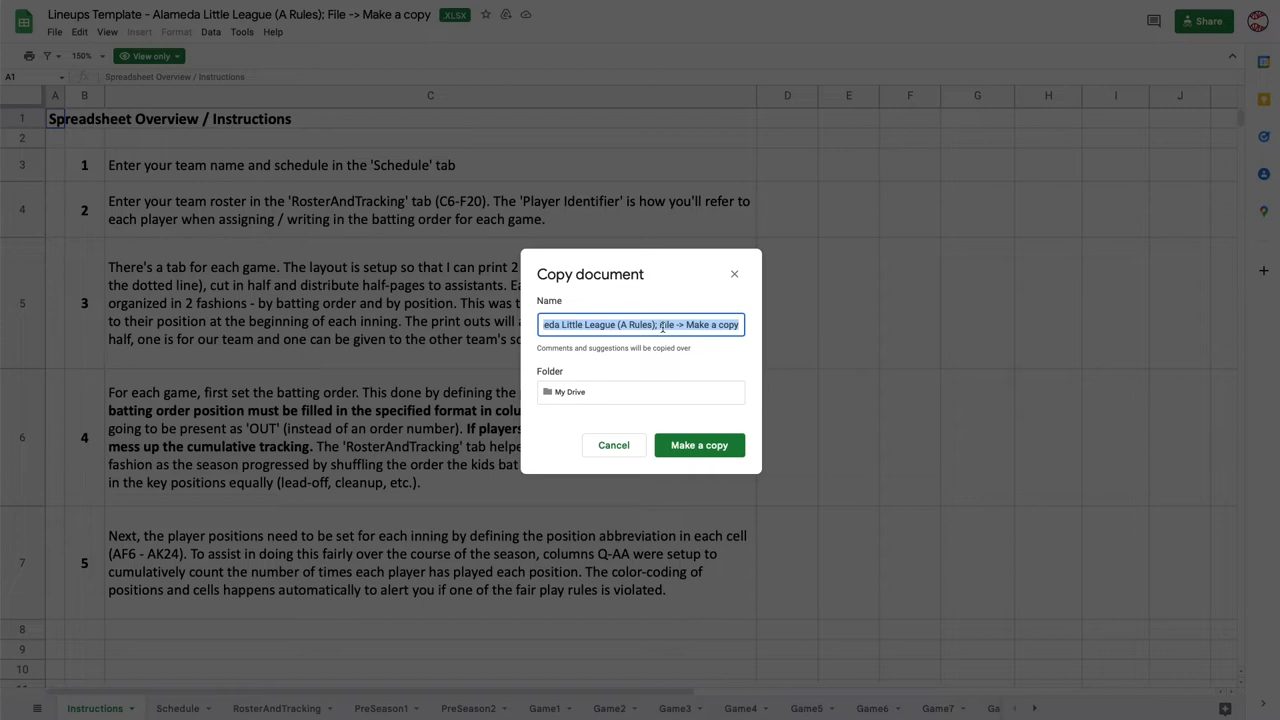 Lineups Template - Alameda Little League (A Rules); File -> Make a copy XLSX
Share
File Edit View Insert Format Data Tools Help
150% View only
A1 Spreadsheet Overview / Instructions
A B C D E F G H I J
1 Spreadsheet Overview / Instructions
2
3 1 Enter your team name and schedule in the 'Schedule' tab
4 2 Enter your team roster in the 'RosterAndTracking' tab (C6-F20). The 'Player Identifier' is how you'll refer to
each player when assigning / writing in the batting order for each game.
5 3 There's a tab for each game. The layout is setup so that I can print 2
the dotted line), cut in half and distribute half-pages to assistants. Ea
organized in 2 fashions - by batting order and by position. This was t
to their position at the beginning of each inning. The print outs will a
half, one is for our team and one can be given to the other team's s
6 4 For each game, first set the batting order. This done by defining the
batting order position must be filled in the specified format in colu
going to be present as 'OUT' (instead of an order number). If players
mess up the cumulative tracking. The 'RosterAndTracking' tab helpe
fashion as the season progressed by shuffling the order the kids bat
in the key positions equally (lead-off, cleanup, etc.).
7 5 Next, the player positions need to be set for each inning by defining the position abbreviation in each cell
(AF6 - AK24). To assist in doing this fairly over the course of the season, columns Q-AA were setup to
cumulatively count the number of times each player has played each position. The color-coding of
positions and cells happens automatically to alert you if one of the fair play rules is violated.
8
9
10
Copy document
Name
eda Little League (A Rules); File -> Make a copy
Comments and suggestions will be copied over
Folder
My Drive
Cancel Make a copy
Instructions Schedule RosterAndTracking PreSeason1 PreSeason2 Game1 Game2 Game3 Game4 Game5 Game6 Game7 Ga